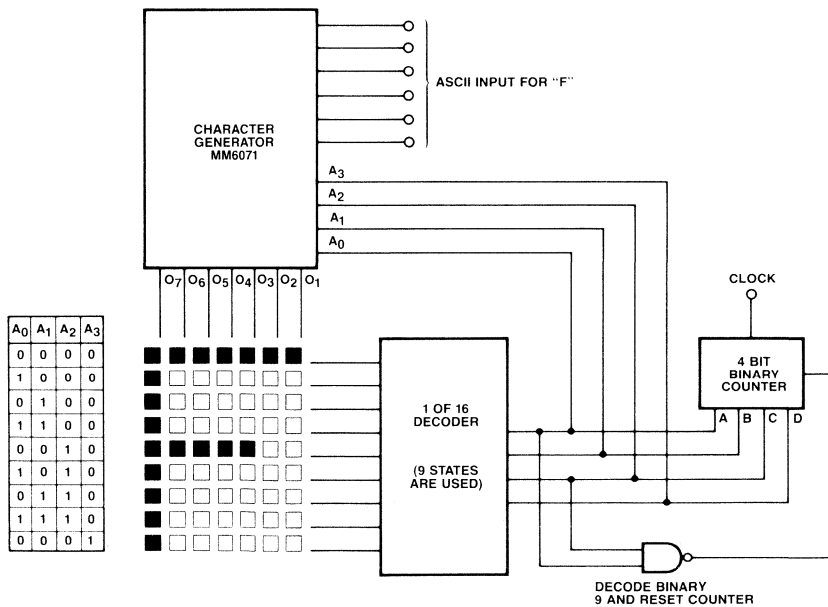 CHARACTER
GENERATOR
MM6071
ASCII INPUT FOR "F"
A3
A2
A1
A0
O7 O6 O5 O4 O3 O2 O1
CLOCK
4 BIT
BINARY
COUNTER
A B C D
A0 A1 A2 A3
0 0 0 0
1 0 0 0
0 1 0 0
1 1 0 0
0 0 1 0
1 0 1 0
0 1 1 0
1 1 1 0
0 0 0 1
1 OF 16
DECODER
(9 STATES
ARE USED)
DECODE BINARY
9 AND RESET COUNTER